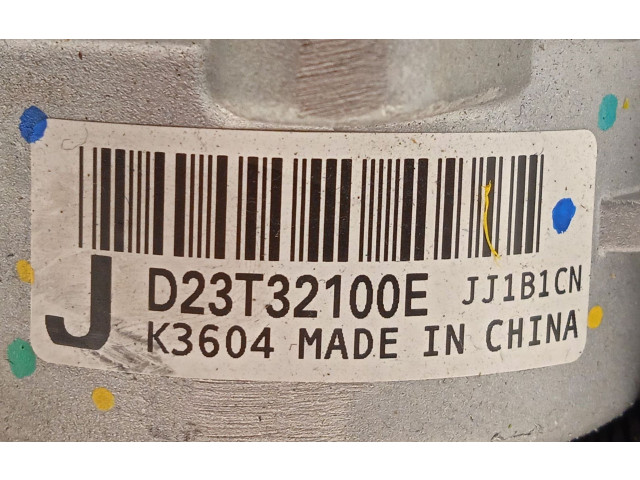 J D23T32100E JJ1B1CN
K3604 MADE IN CHINA